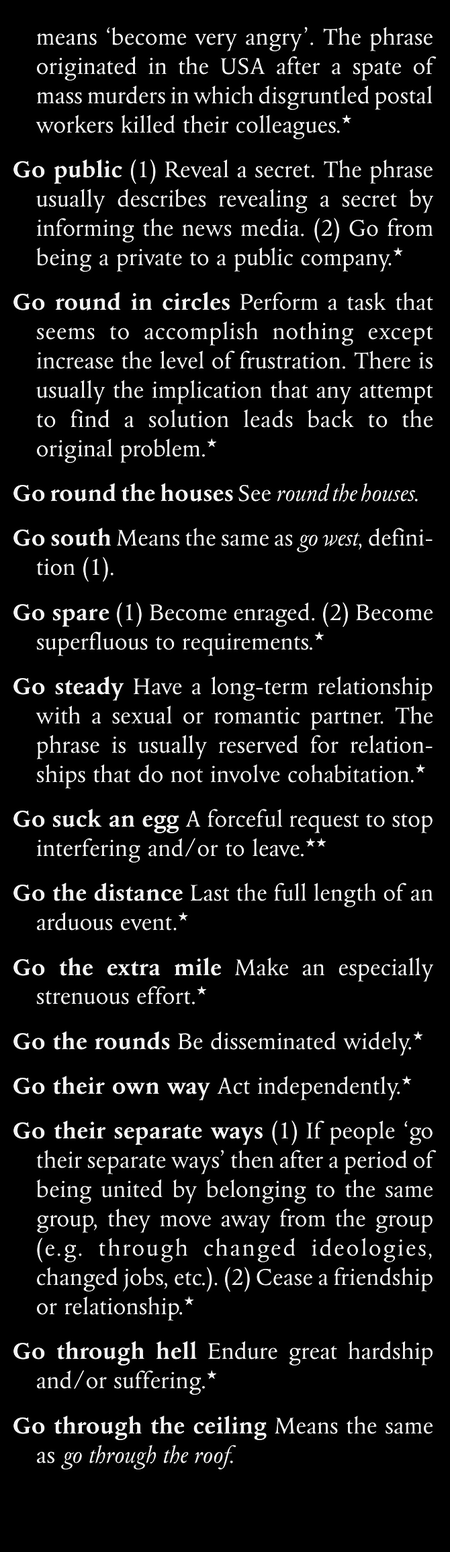 means ‘become very angry’. The phrase
originated in the USA after a spate of
mass murders in which disgruntled postal
workers killed their colleagues.★
Go public (1) Reveal a secret. The phrase
usually describes revealing a secret by
informing the news media. (2) Go from
being a private to a public company.★
Go round in circles Perform a task that
seems to accomplish nothing except
increase the level of frustration. There is
usually the implication that any attempt
to find a solution leads back to the
original problem.★
Go round the houses See round the houses.
Go south Means the same as go west, defini-
tion (1).
Go spare (1) Become enraged. (2) Become
superfluous to requirements.★
Go steady Have a long-term relationship
with a sexual or romantic partner. The
phrase is usually reserved for relation-
ships that do not involve cohabitation.★
Go suck an egg A forceful request to stop
interfering and/or to leave.★★
Go the distance Last the full length of an
arduous event.★
Go the extra mile Make an especially
strenuous effort.★
Go the rounds Be disseminated widely.★
Go their own way Act independently.★
Go their separate ways (1) If people ‘go
their separate ways’ then after a period of
being united by belonging to the same
group, they move away from the group
(e.g. through changed ideologies,
changed jobs, etc.). (2) Cease a friendship
or relationship.★
Go through hell Endure great hardship
and/or suffering.★
Go through the ceiling Means the same
as go through the roof.